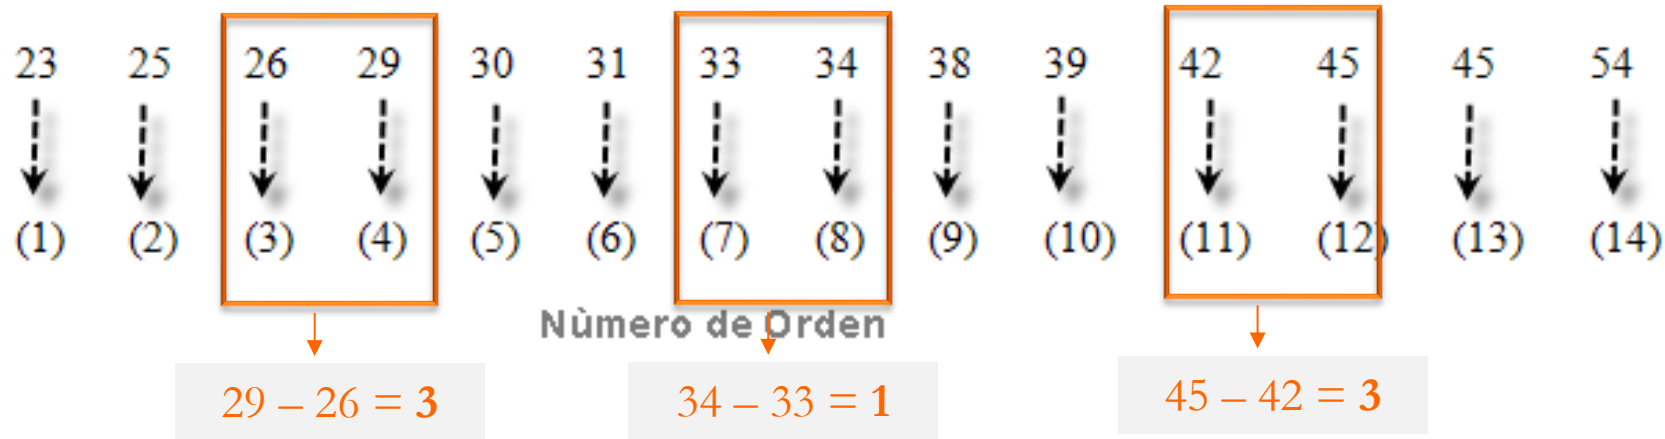 23 25 26 29 30 31 33 34 38 39 42 45 45 54
(1) (2) (3) (4) (5) (6) (7) (8) (9) (10) (11) (12) (13) (14)
Nùmero de Orden
29 – 26 = 3 34 – 33 = 1 45 – 42 = 3